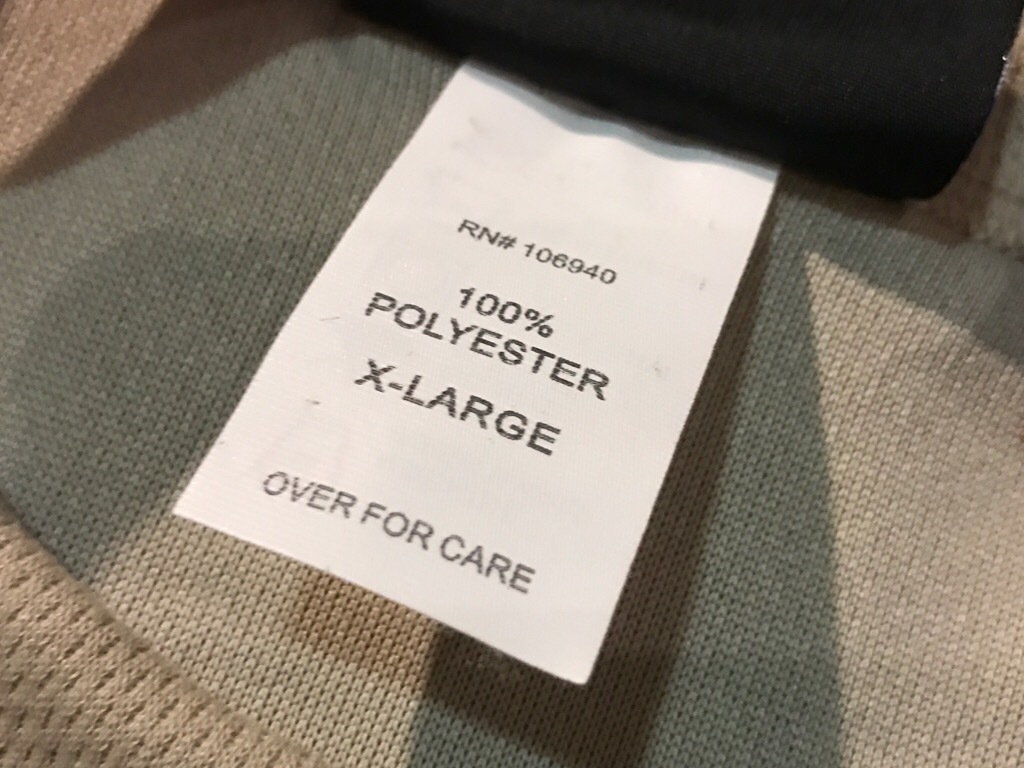 RN# 106940
100%
POLYESTER
X-LARGE
OVER FOR CARE